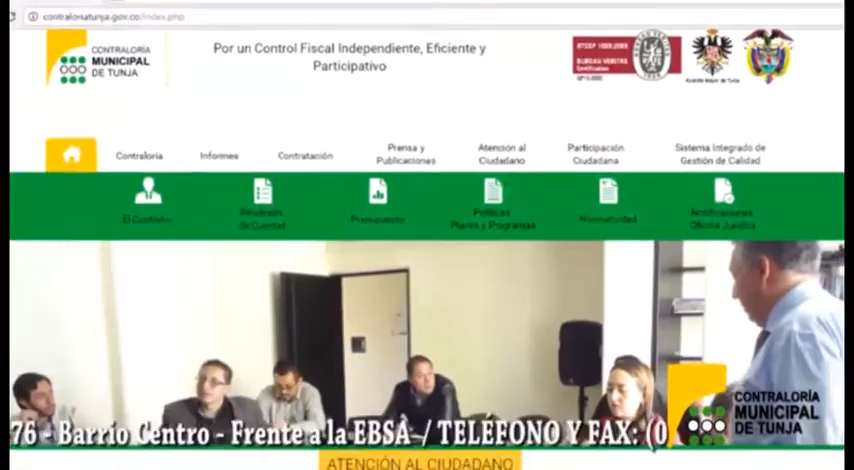 contraloriatunja.gov.co/index.php
CONTRALORÍA
MUNICIPAL
DE TUNJA
Por un Control Fiscal Independiente, Eficiente y
Participativo
BUREAU VERITAS
Certification
Contraloría
Informes
Contratación
Prensa y
Publicaciones
Atención al
Ciudadano
Participación
Ciudadana
Sistema Integrado de
Gestión de Calidad
El Contralor
Rendición
de Cuentas
Presupuesto
Políticas
Planes y Programas
Normatividad
Notificaciones
Oficina Jurídica
CONTRALORÍA
MUNICIPAL
DE TUNJA
76 - Barrio Centro - Frente a la EBSA / TELÉFONO Y FAX: (0
ATENCIÓN AL CIUDADANO